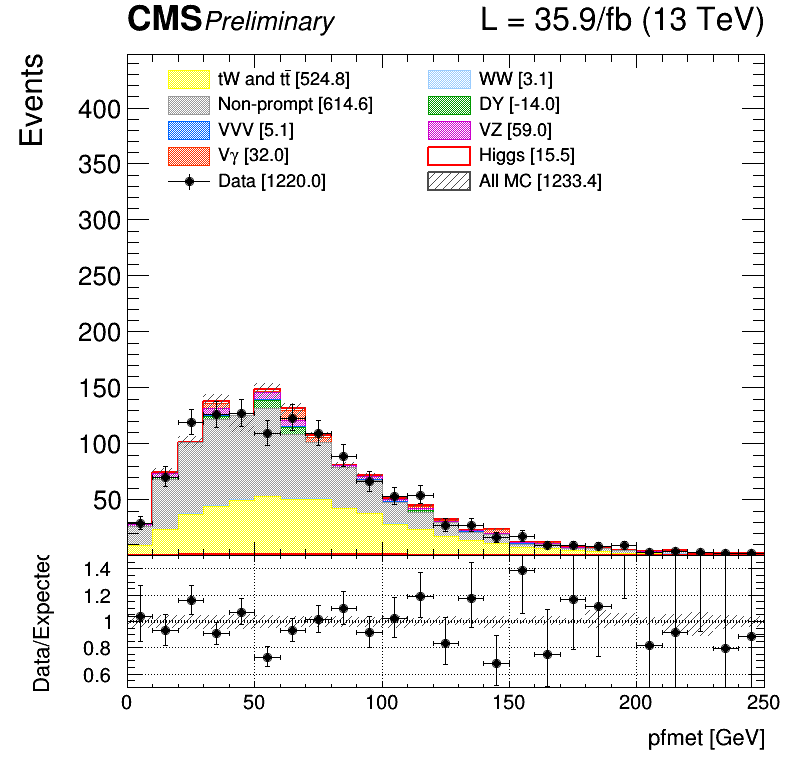 CMS Preliminary L = 35.9/fb (13 TeV)
Events
tW and tt̄ [524.8] WW [3.1]
Non-prompt [614.6] DY [-14.0]
VVV [5.1] VZ [59.0]
Vγ [32.0] Higgs [15.5]
Data [1220.0] All MC [1233.4]
400
350
300
250
200
150
100
50
Data/Expected
1.4
1.2
1
0.8
0.6
0 50 100 150 200 250
pfmet [GeV]